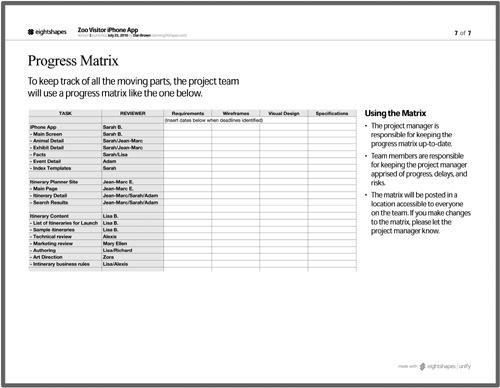 eightshapes
Zoo Visitor iPhone App
July 25, 2010
Dan Brown
7 of 7
Progress Matrix
To keep track of all the moving parts, the project team
will use a progress matrix like the one below.
TASK REVIEWER Requirements Wireframes Visual Design Specifications
(Insert dates below when deadlines identified)
iPhone App Sarah B.
- Main Screen Sarah B.
- Animal Detail Sarah/Jean-Marc
- Exhibit Detail Sarah/Jean-Marc
- Facts Sarah/Lisa
- Event Detail Adam
- Index Templates Sarah
Itinerary Planner Site Jean-Marc E.
- Main Page Jean-Marc E.
- Itinerary Detail Jean-Marc/Sarah/Adam
- Search Results Jean-Marc/Sarah/Adam
Itinerary Content Lisa B.
- List of Itineraries for Launch Lisa B.
- Sample itineraries Lisa B.
- Technical review Alexis
- Marketing review Mary Ellen
- Authoring Lisa/Richard
- Art Direction Zora
- Intinerary business rules Lisa/Alexis
Using the Matrix
• The project manager is
responsible for keeping the
progress matrix up-to-date.
• Team members are responsible
for keeping the project manager
apprised of progress, delays, and
risks.
• The matrix will be posted in a
location accessible to everyone
on the team. If you make changes
to the matrix, please let the
project manager know.
made with eightshapes | unify